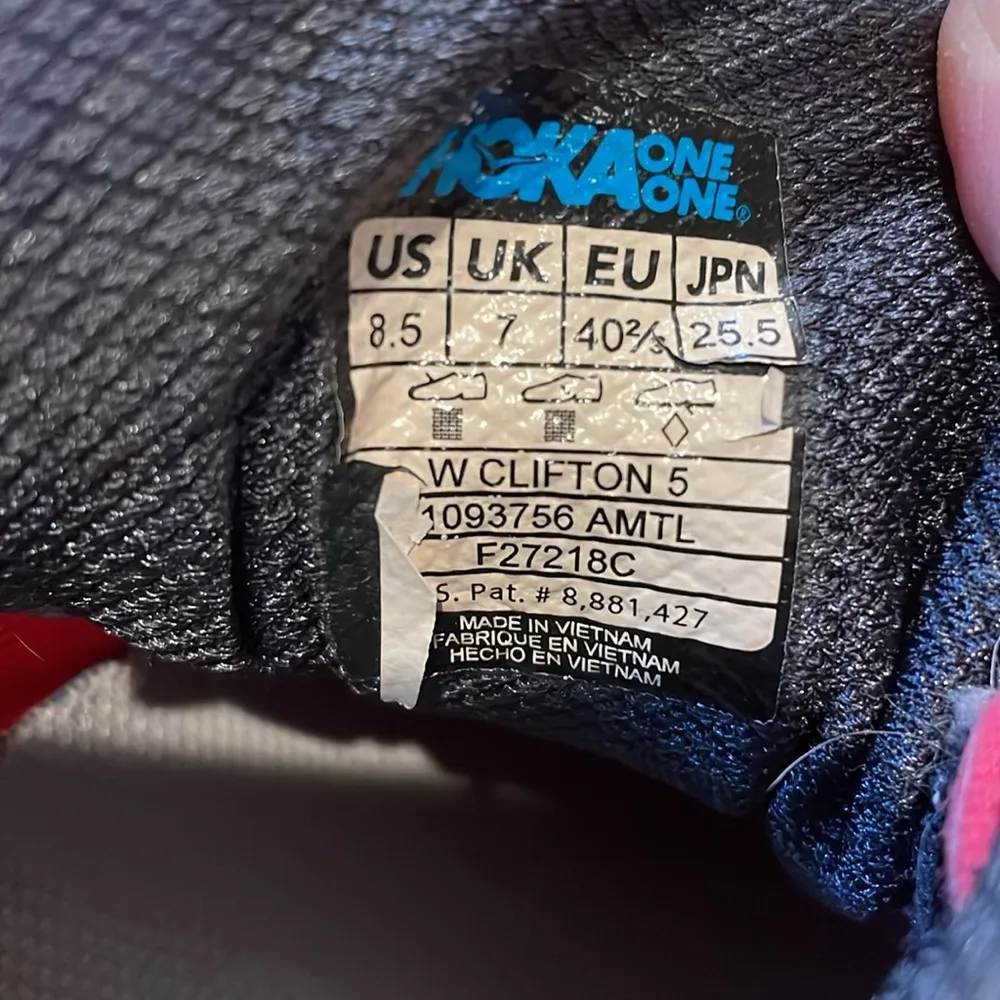 HOKA ONE ONE®
US UK EU JPN
8.5 7 40⅔ 25.5
W CLIFTON 5
1093756 AMTL
F27218C
S. Pat. # 8,881,427
MADE IN VIETNAM
FABRIQUE EN VIETNAM
HECHO EN VIETNAM